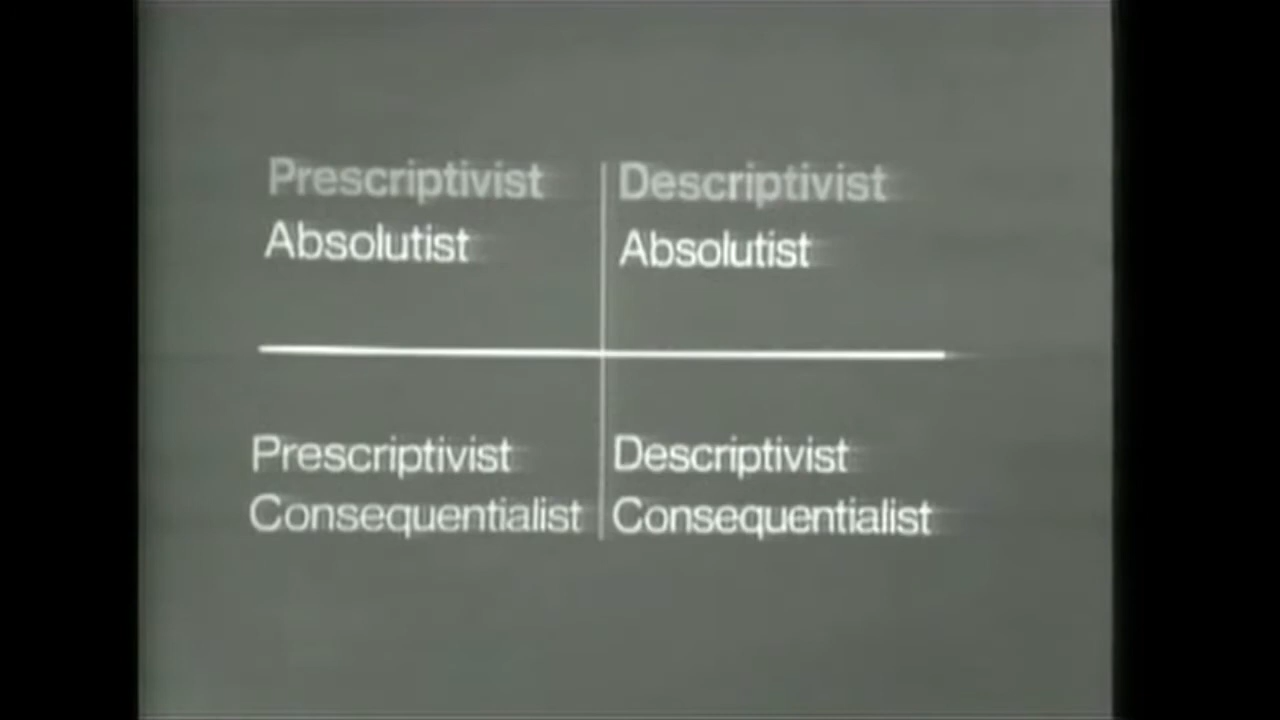 Prescriptivist
Absolutist
Descriptivist
Absolutist
Prescriptivist
Consequentialist
Descriptivist
Consequentialist